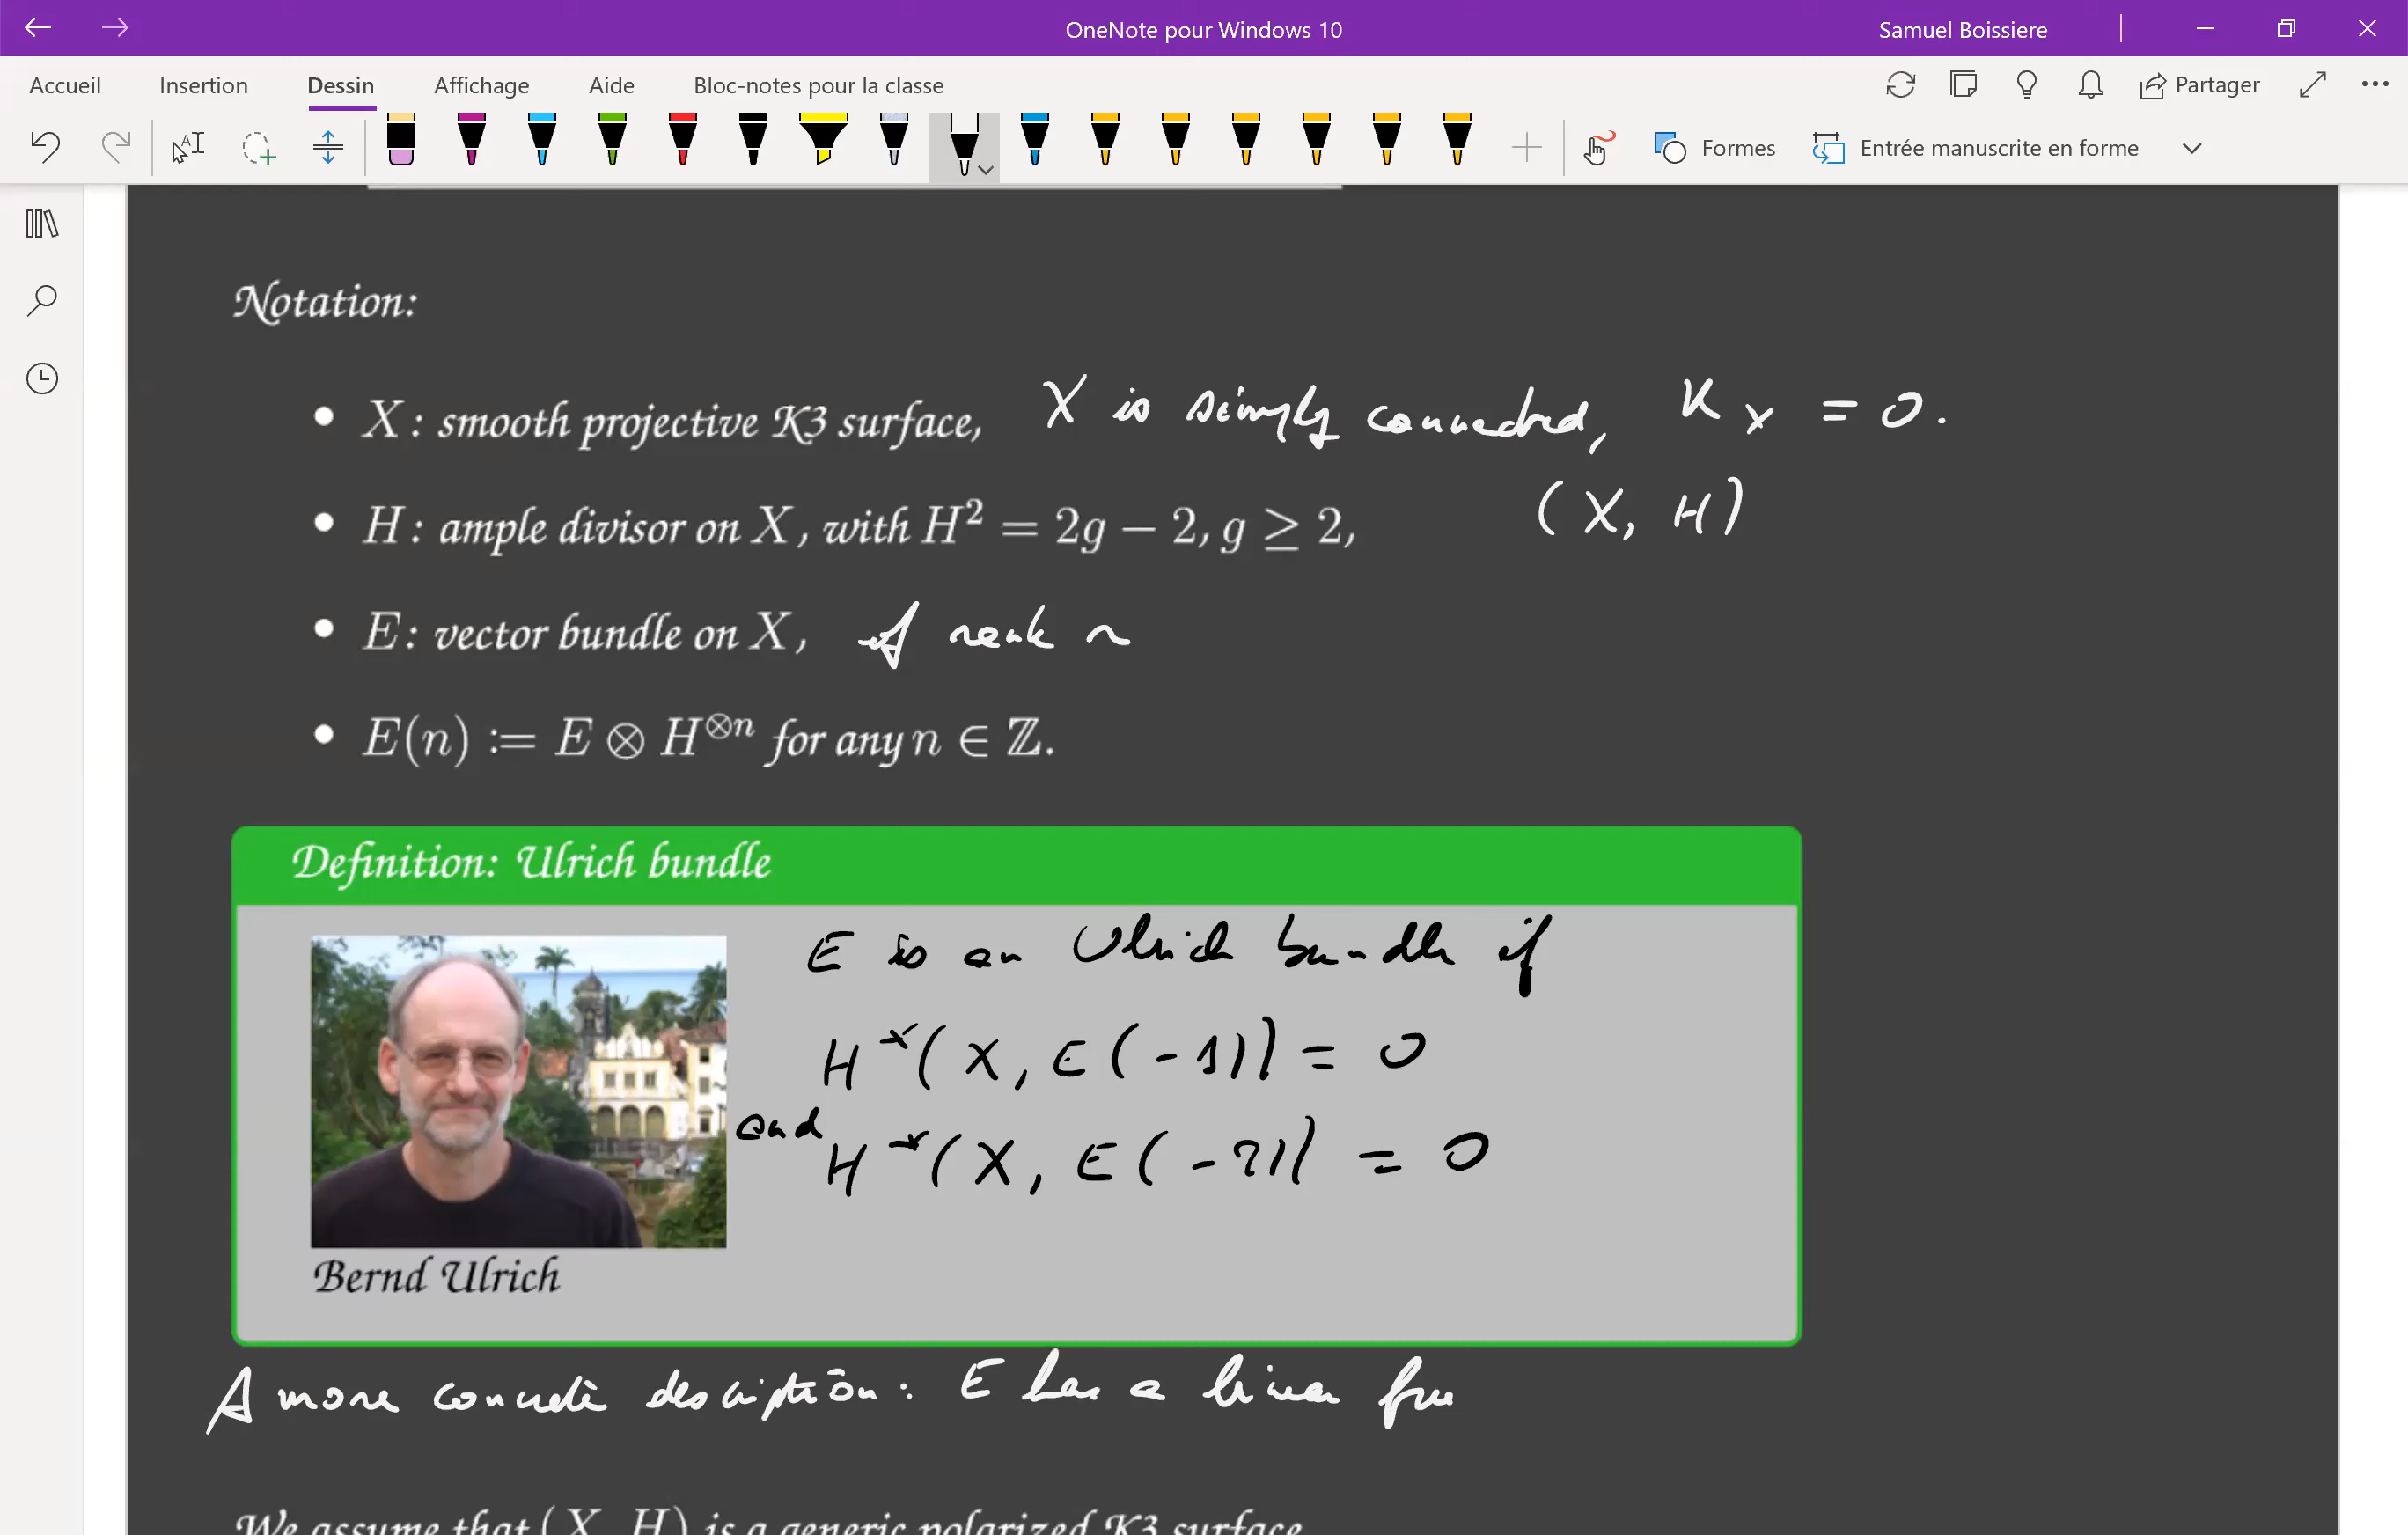 OneNote pour Windows 10
Samuel Boissiere
Accueil Insertion Dessin Affichage Aide Bloc-notes pour la classe Partager
Formes Entrée manuscrite en forme
Notation:
• X : smooth projective K3 surface, X is simply connected, K_X = 0.
• H : ample divisor on X, with H² = 2g − 2, g ≥ 2, (X, H)
• E : vector bundle on X, of rank r
• E(n) := E ⊗ H^{⊗n} for any n ∈ ℤ.
Definition: Ulrich bundle
E is an Ulrich bundle if
H*(X, E(-1)) = 0
and H*(X, E(-2)) = 0
Bernd Ulrich
A more concrete description: E has a linear free
We assume that (X, H) is a generic polarized K3 surface